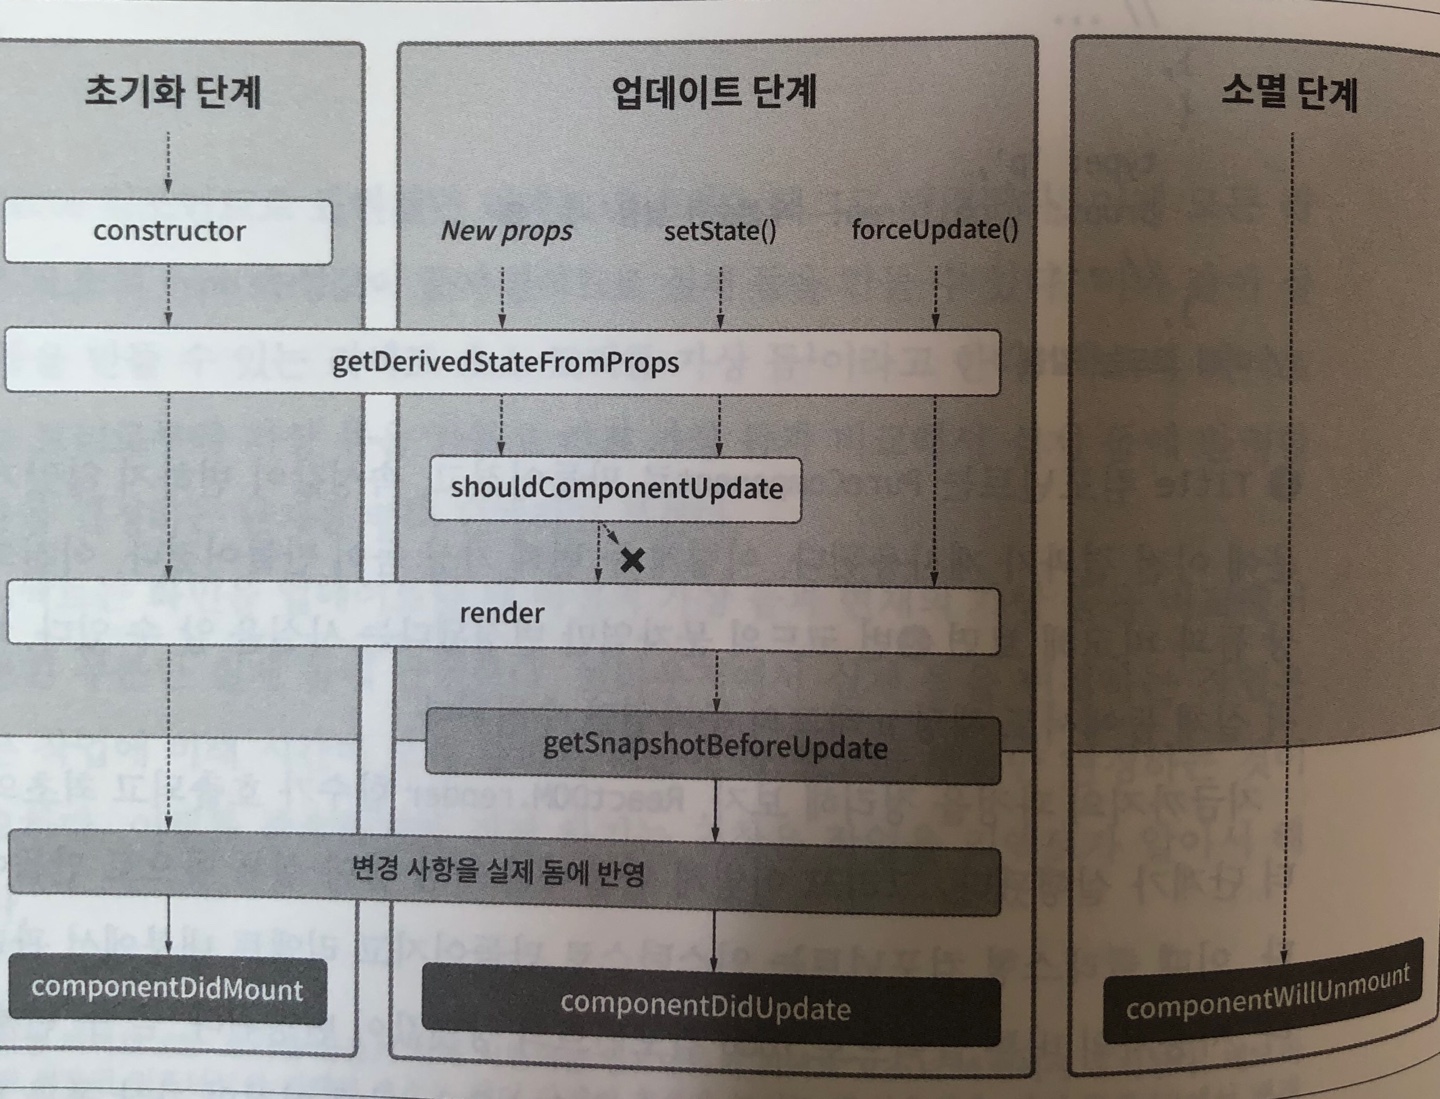 초기화 단계
업데이트 단계
소멸 단계
constructor
New props
setState()
forceUpdate()
getDerivedStateFromProps
shouldComponentUpdate
render
getSnapshotBeforeUpdate
변경 사항을 실제 돔에 반영
componentDidMount
componentDidUpdate
componentWillUnmount